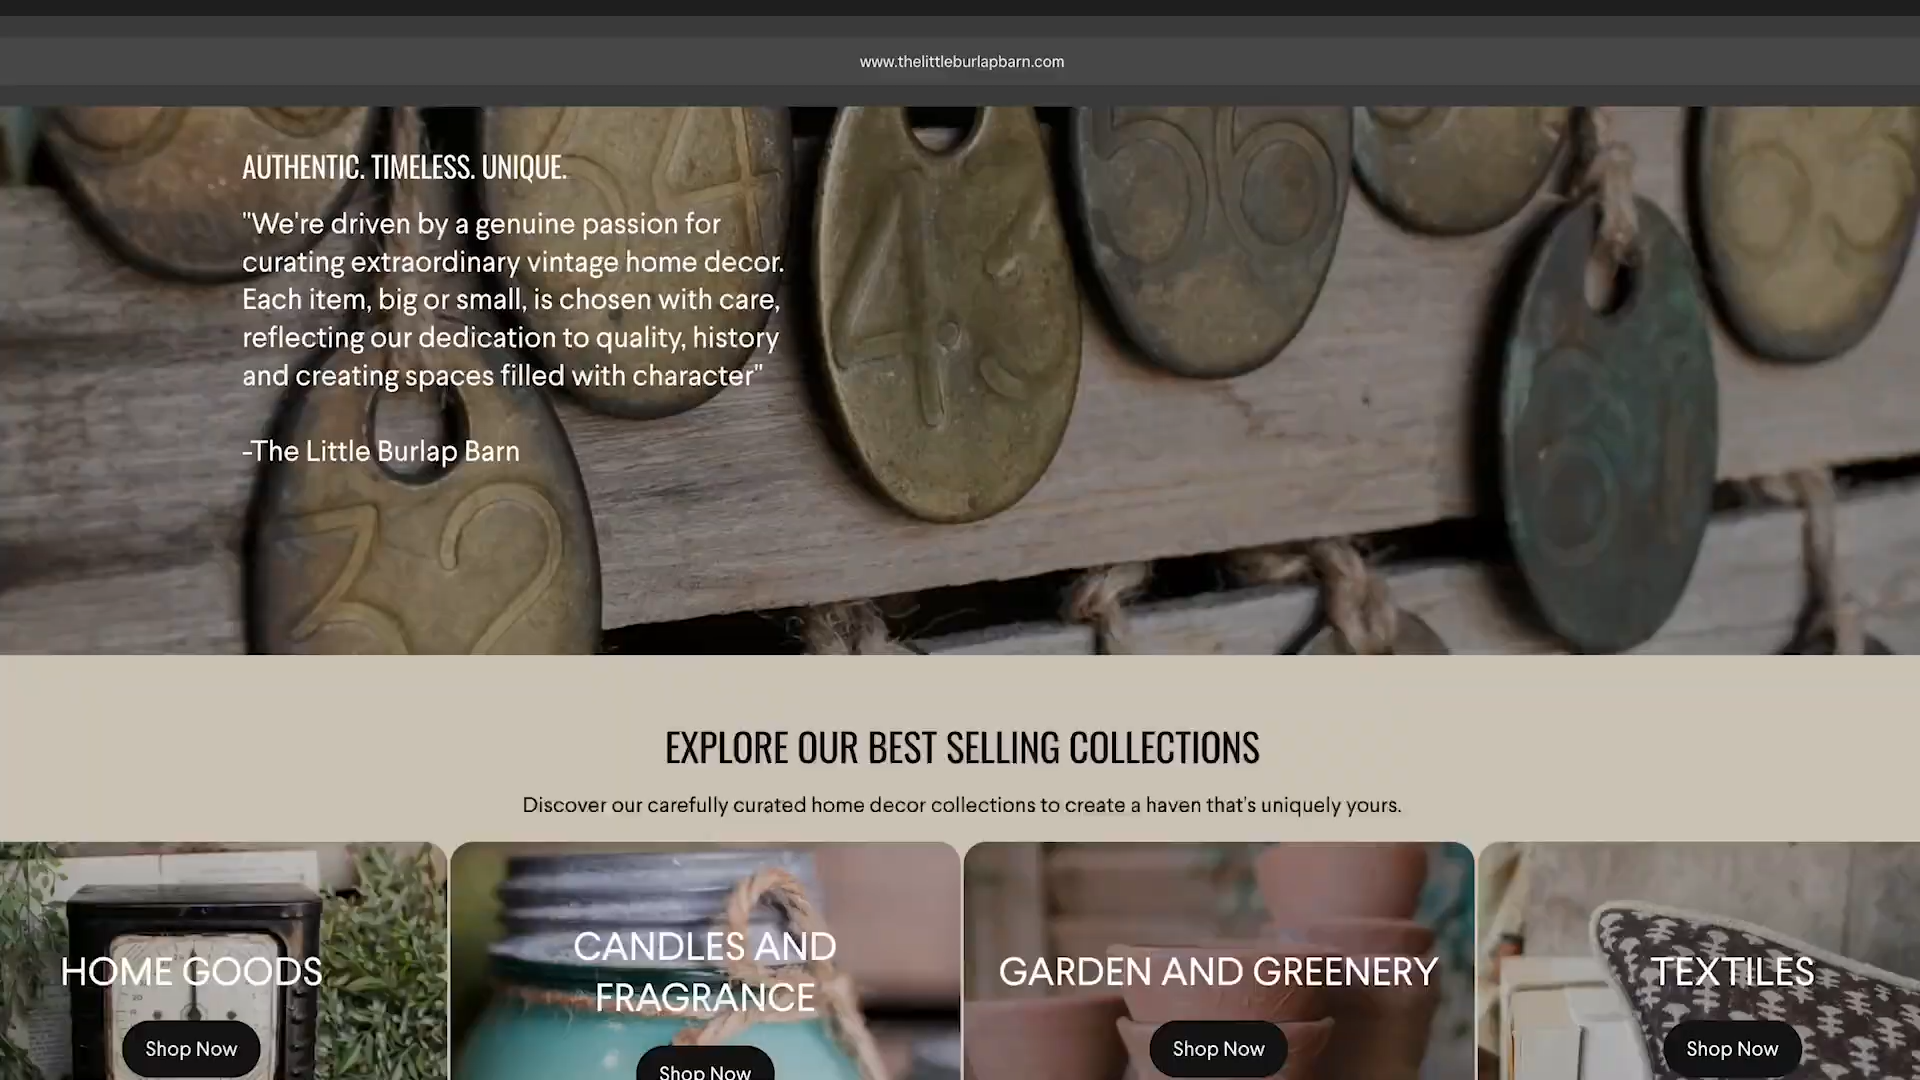 www.thelittleburlapbarn.com
AUTHENTIC. TIMELESS. UNIQUE.
"We're driven by a genuine passion for
curating extraordinary vintage home decor.
Each item, big or small, is chosen with care,
reflecting our dedication to quality, history
and creating spaces filled with character"
-The Little Burlap Barn
34
43
56
32
EXPLORE OUR BEST SELLING COLLECTIONS
Discover our carefully curated home decor collections to create a haven that's uniquely yours.
HOME GOODS
Shop Now
CANDLES AND
FRAGRANCE
Shop Now
GARDEN AND GREENERY
Shop Now
TEXTILES
Shop Now